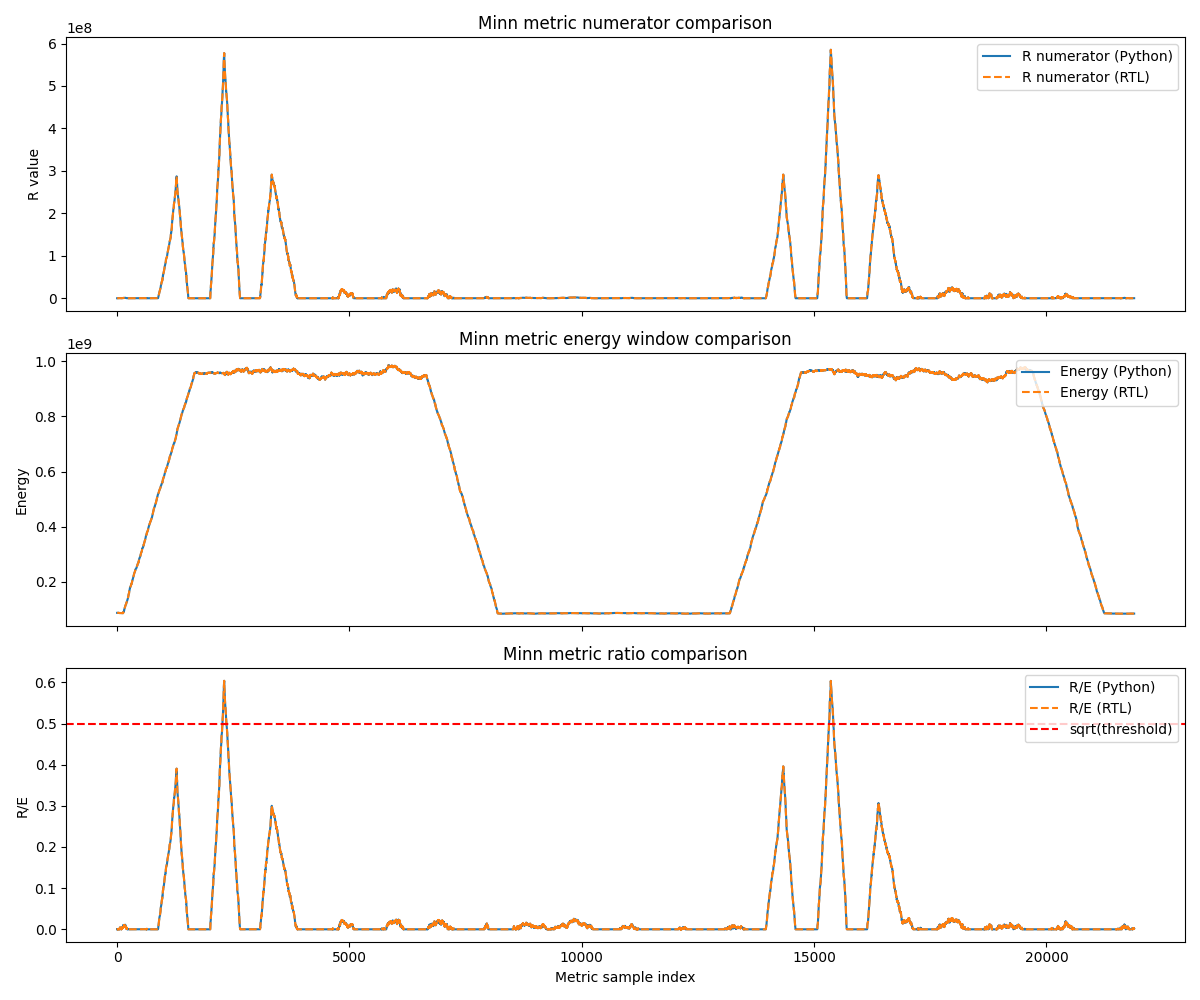 Minn metric numerator comparison
1e8
6
5
4
3
2
1
0
R value
R numerator (Python)
R numerator (RTL)
Minn metric energy window comparison
1e9
1.0
0.8
0.6
0.4
0.2
Energy
Energy (Python)
Energy (RTL)
Minn metric ratio comparison
0.6
0.5
0.4
0.3
0.2
0.1
0.0
R/E
R/E (Python)
R/E (RTL)
sqrt(threshold)
0 5000 10000 15000 20000
Metric sample index